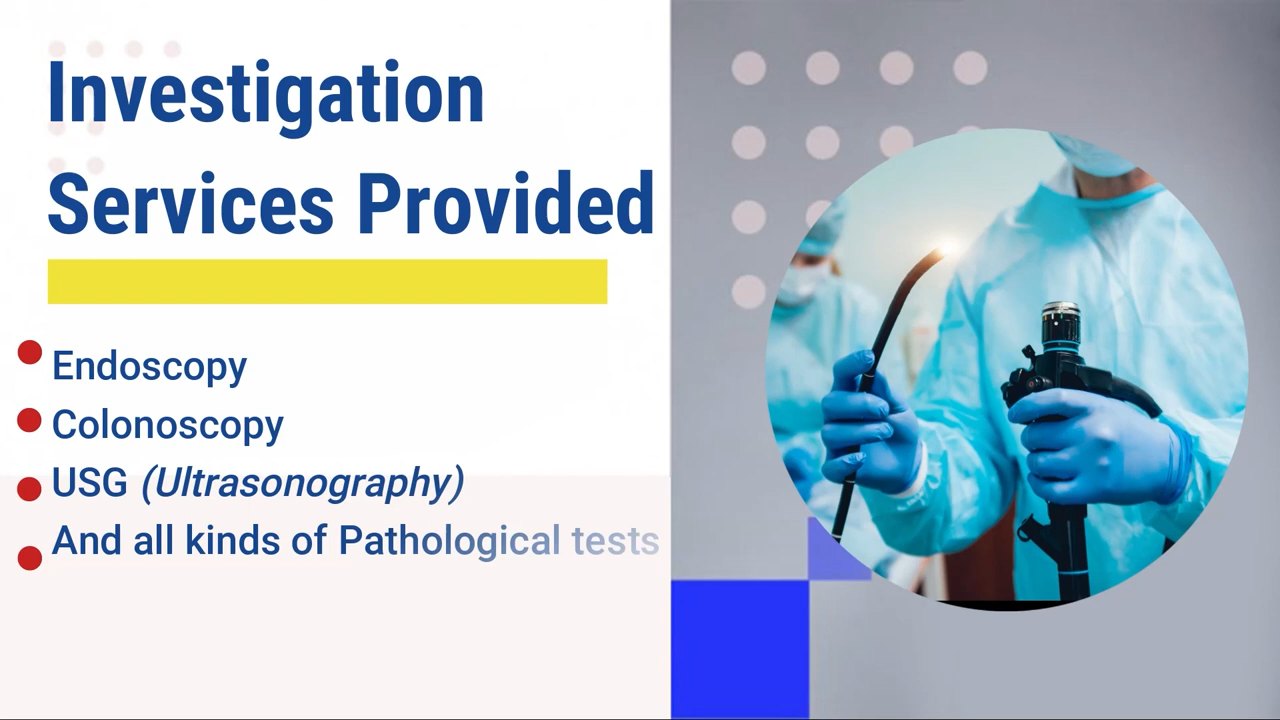 Investigation
Services Provided
Endoscopy
Colonoscopy
USG (Ultrasonography)
And all kinds of Pathological tests